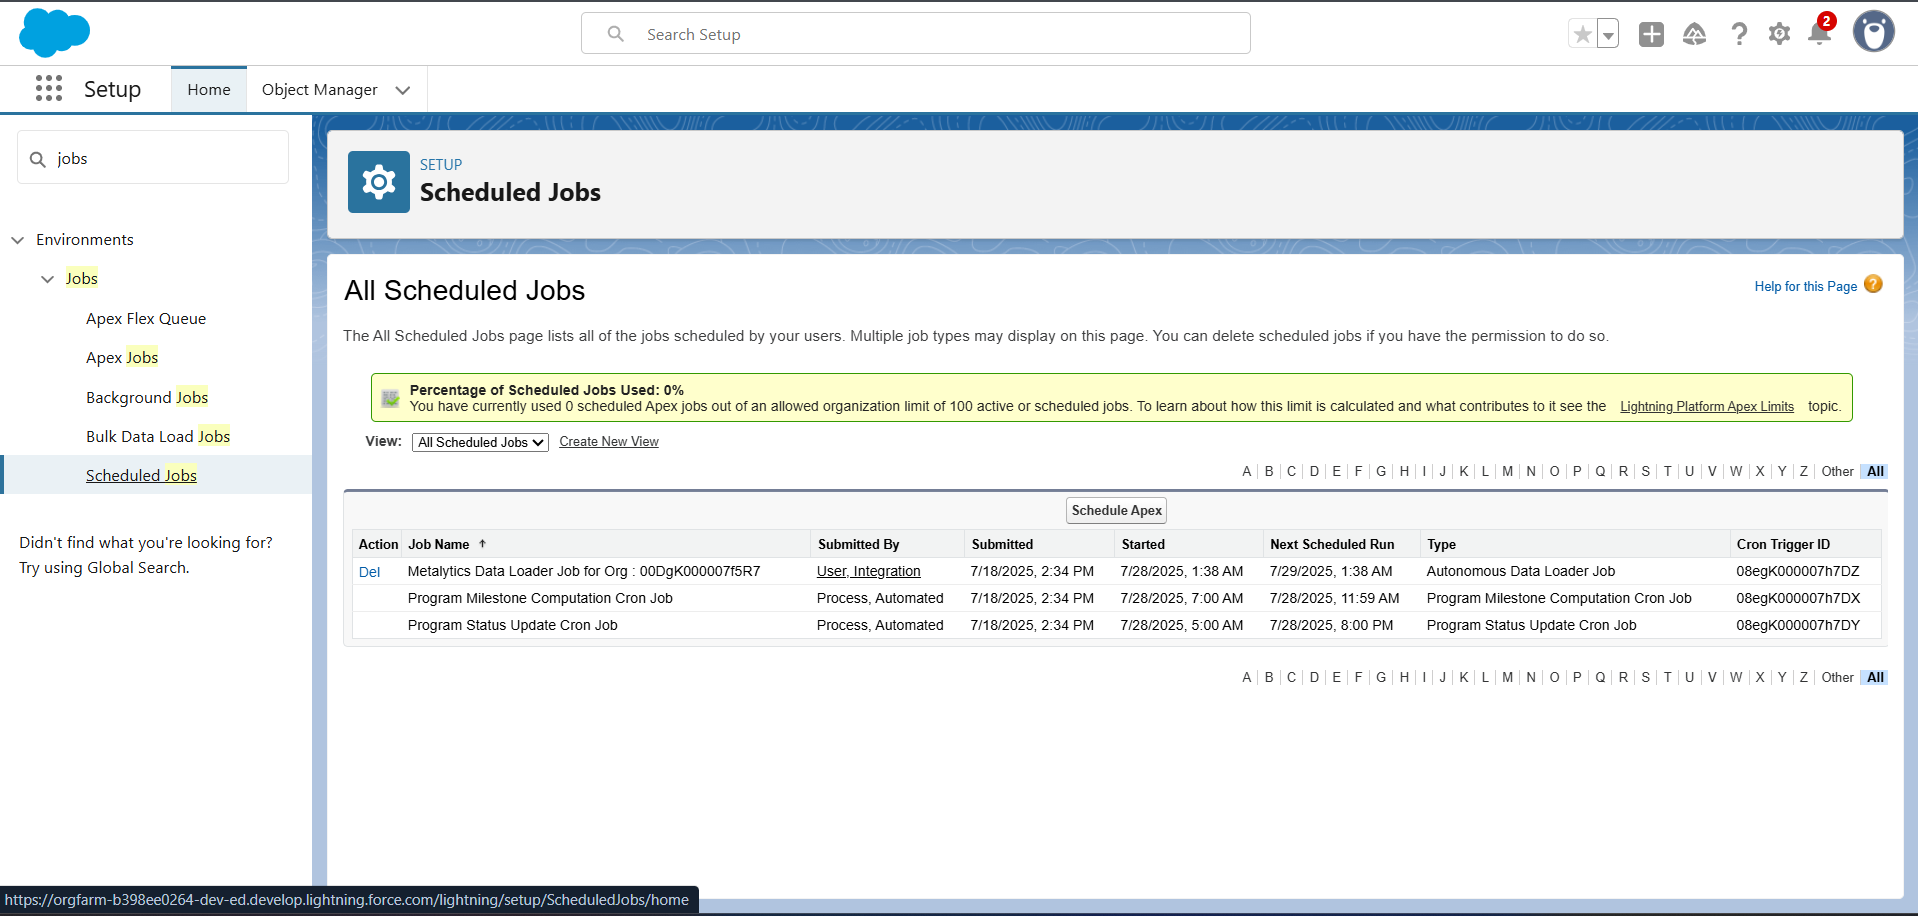 Search Setup
2
Setup
Home
Object Manager
jobs
Environments
Jobs
Apex Flex Queue
Apex Jobs
Background Jobs
Bulk Data Load Jobs
Scheduled Jobs
Didn't find what you're looking for?
Try using Global Search.
SETUP
Scheduled Jobs
All Scheduled Jobs
Help for this Page ?
The All Scheduled Jobs page lists all of the jobs scheduled by your users. Multiple job types may display on this page. You can delete scheduled jobs if you have the permission to do so.
Percentage of Scheduled Jobs Used: 0%
You have currently used 0 scheduled Apex jobs out of an allowed organization limit of 100 active or scheduled jobs. To learn about how this limit is calculated and what contributes to it see the Lightning Platform Apex Limits topic.
View: All Scheduled Jobs Create New View
A B C D E F G H I J K L M N O P Q R S T U V W X Y Z Other All
Schedule Apex
Action Job Name ↑ Submitted By Submitted Started Next Scheduled Run Type Cron Trigger ID
Del Metalytics Data Loader Job for Org : 00DgK000007f5R7 User, Integration 7/18/2025, 2:34 PM 7/28/2025, 1:38 AM 7/29/2025, 1:38 AM Autonomous Data Loader Job 08egK000007h7DZ
Program Milestone Computation Cron Job Process, Automated 7/18/2025, 2:34 PM 7/28/2025, 7:00 AM 7/28/2025, 11:59 AM Program Milestone Computation Cron Job 08egK000007h7DX
Program Status Update Cron Job Process, Automated 7/18/2025, 2:34 PM 7/28/2025, 5:00 AM 7/28/2025, 8:00 PM Program Status Update Cron Job 08egK000007h7DY
A B C D E F G H I J K L M N O P Q R S T U V W X Y Z Other All
https://orgfarm-b398ee0264-dev-ed.develop.lightning.force.com/lightning/setup/ScheduledJobs/home